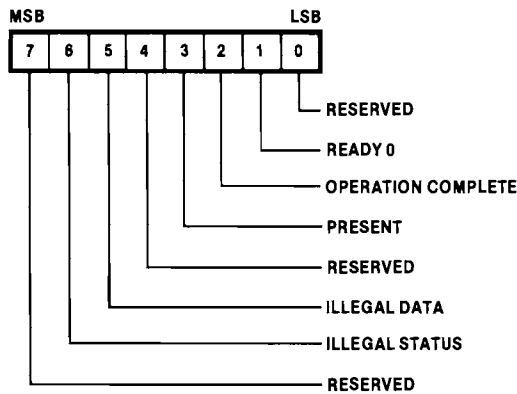 MSB LSB
7 6 5 4 3 2 1 0
RESERVED
READY 0
OPERATION COMPLETE
PRESENT
RESERVED
ILLEGAL DATA
ILLEGAL STATUS
RESERVED